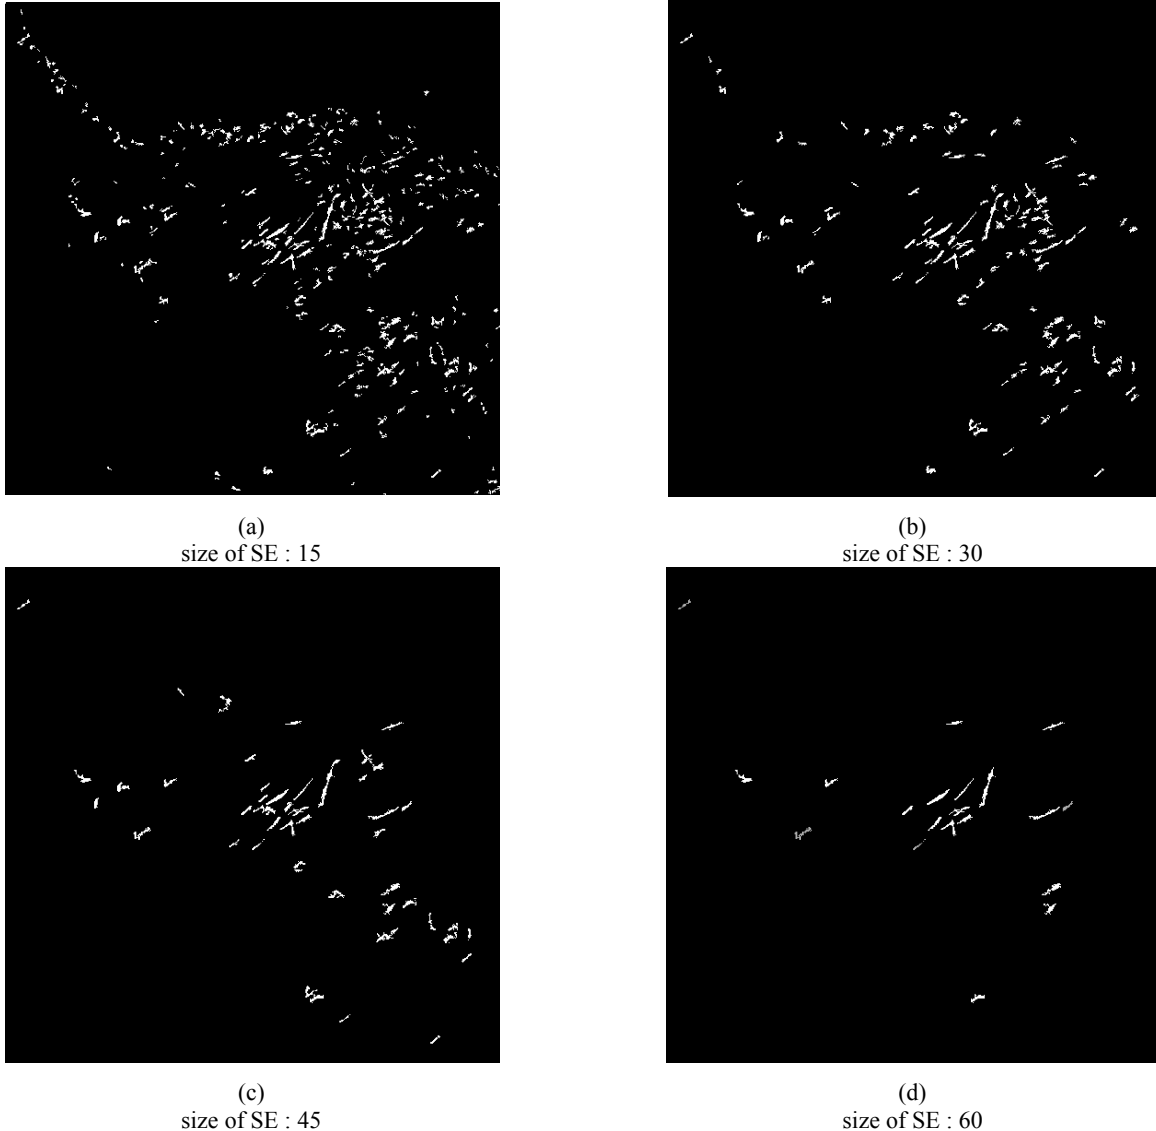 (a)
size of SE : 15
(b)
size of SE : 30
(c)
size of SE : 45
(d)
size of SE : 60